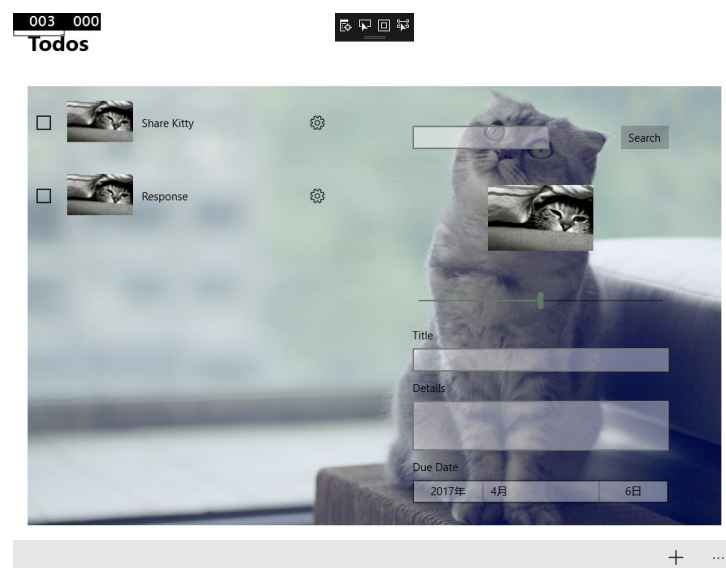 003 000
Todos
Share Kitty
Search
Response
Title
Details
Due Date
2017年 4月 6日